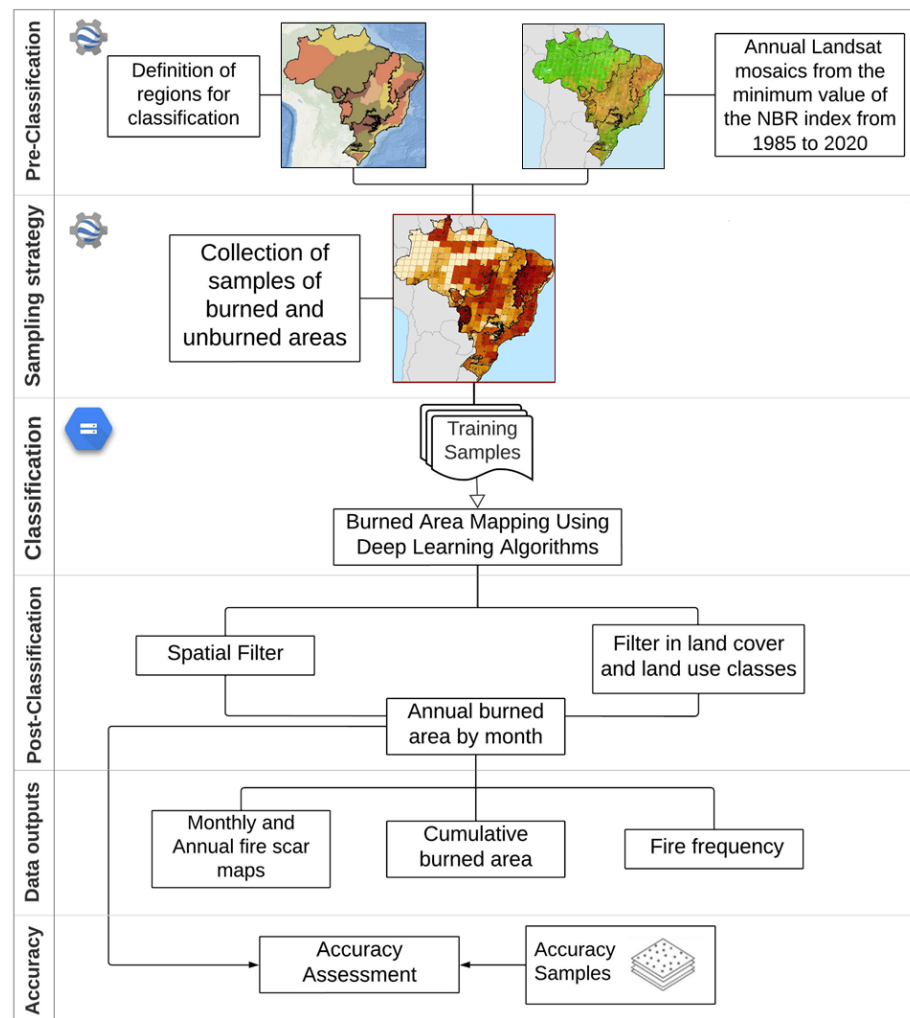 Pre-Classifcation
Definition of
regions for
classification
Annual Landsat
mosaics from the
minimum value of
the NBR index from
1985 to 2020
Sampling strategy
Collection of
samples of
burned and
unburned areas
Classification
Training
Samples
Burned Area Mapping Using
Deep Learning Algorithms
Post-Classification
Spatial Filter
Filter in land cover
and land use classes
Annual burned
area by month
Data outputs
Monthly and
Annual fire scar
maps
Cumulative
burned area
Fire frequency
Accuracy
Accuracy
Assessment
Accuracy
Samples